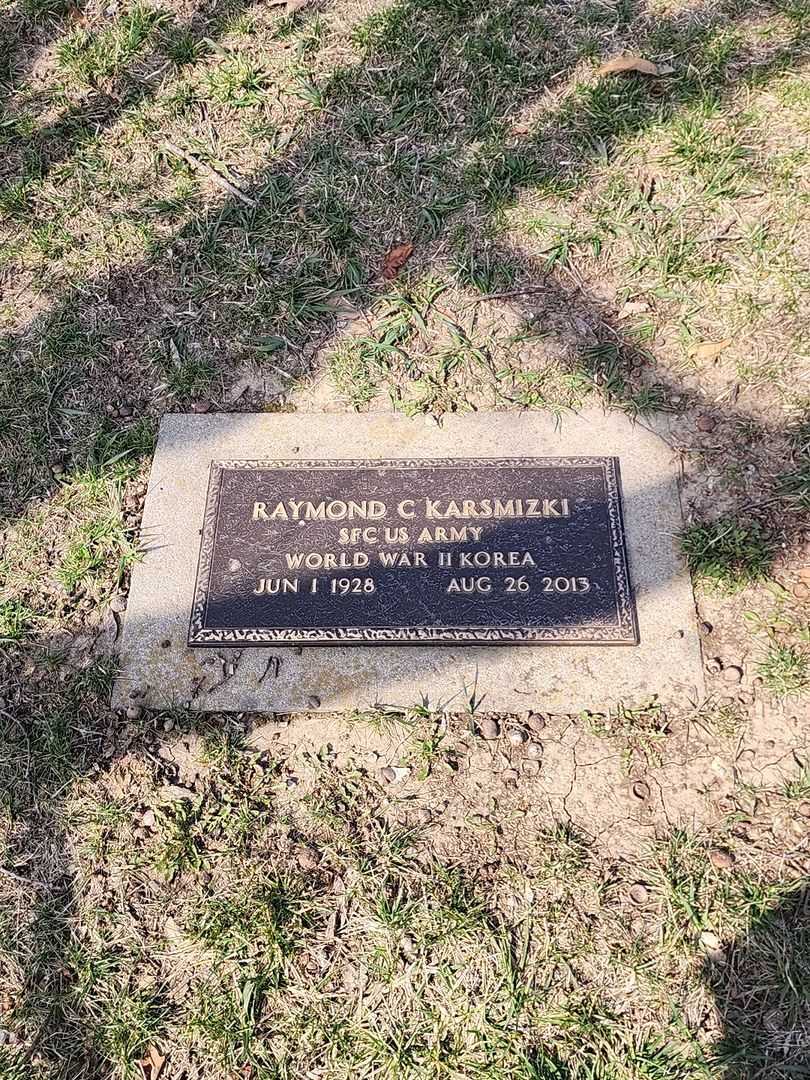 RAYMOND C KARSMIZKI
SFC US ARMY
WORLD WAR II KOREA
JUN 1 1928 AUG 26 2013